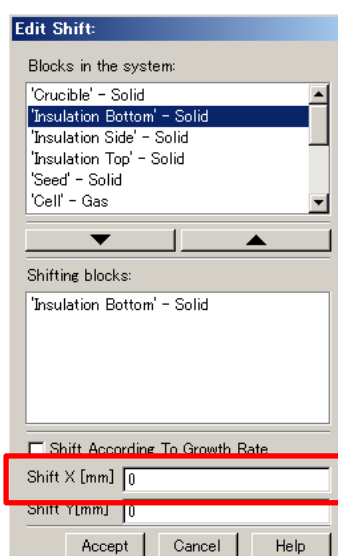 Edit Shift:
Blocks in the system:
'Crucible' - Solid
'Insulation Bottom' - Solid
'Insulation Side' - Solid
'Insulation Top' - Solid
'Seed' - Solid
'Cell' - Gas
Shifting blocks:
'Insulation Bottom' - Solid
Shift According To Growth Rate
Shift X [mm] 0
Shift Y[mm] 0
Accept Cancel Help